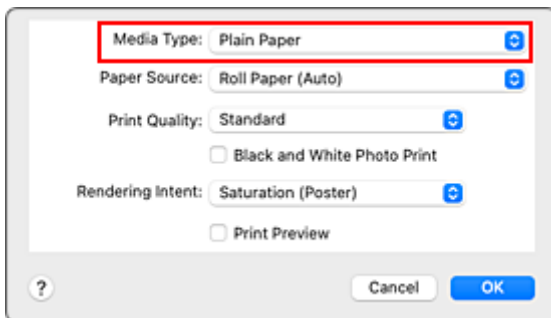 Media Type: Plain Paper
Paper Source: Roll Paper (Auto)
Print Quality: Standard
Black and White Photo Print
Rendering Intent: Saturation (Poster)
Print Preview
? Cancel OK